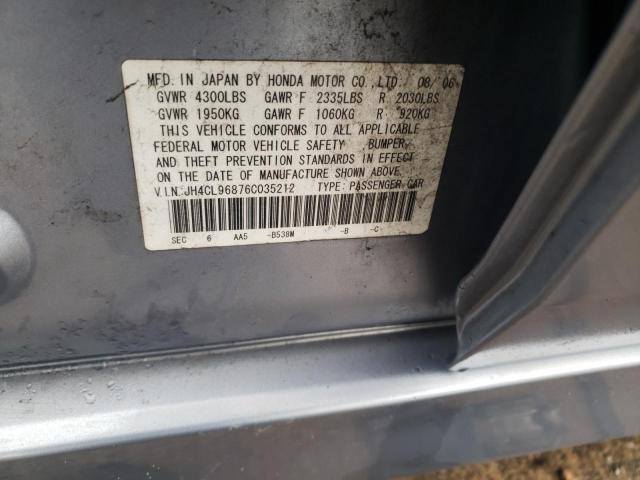 MFD. IN JAPAN BY HONDA MOTOR CO., LTD. 08/06
GVWR 4300LBS GAWR F 2335LBS R 2030LBS
GVWR 1950KG GAWR F 1060KG R 920KG
THIS VEHICLE CONFORMS TO ALL APPLICABLE
FEDERAL MOTOR VEHICLE SAFETY, BUMPER,
AND THEFT PREVENTION STANDARDS IN EFFECT
ON THE DATE OF MANUFACTURE SHOWN ABOVE.
V.I.N. JH4CL96876C035212 TYPE: PASSENGER CAR
SEC 6 AA5 -B538M -B -C-